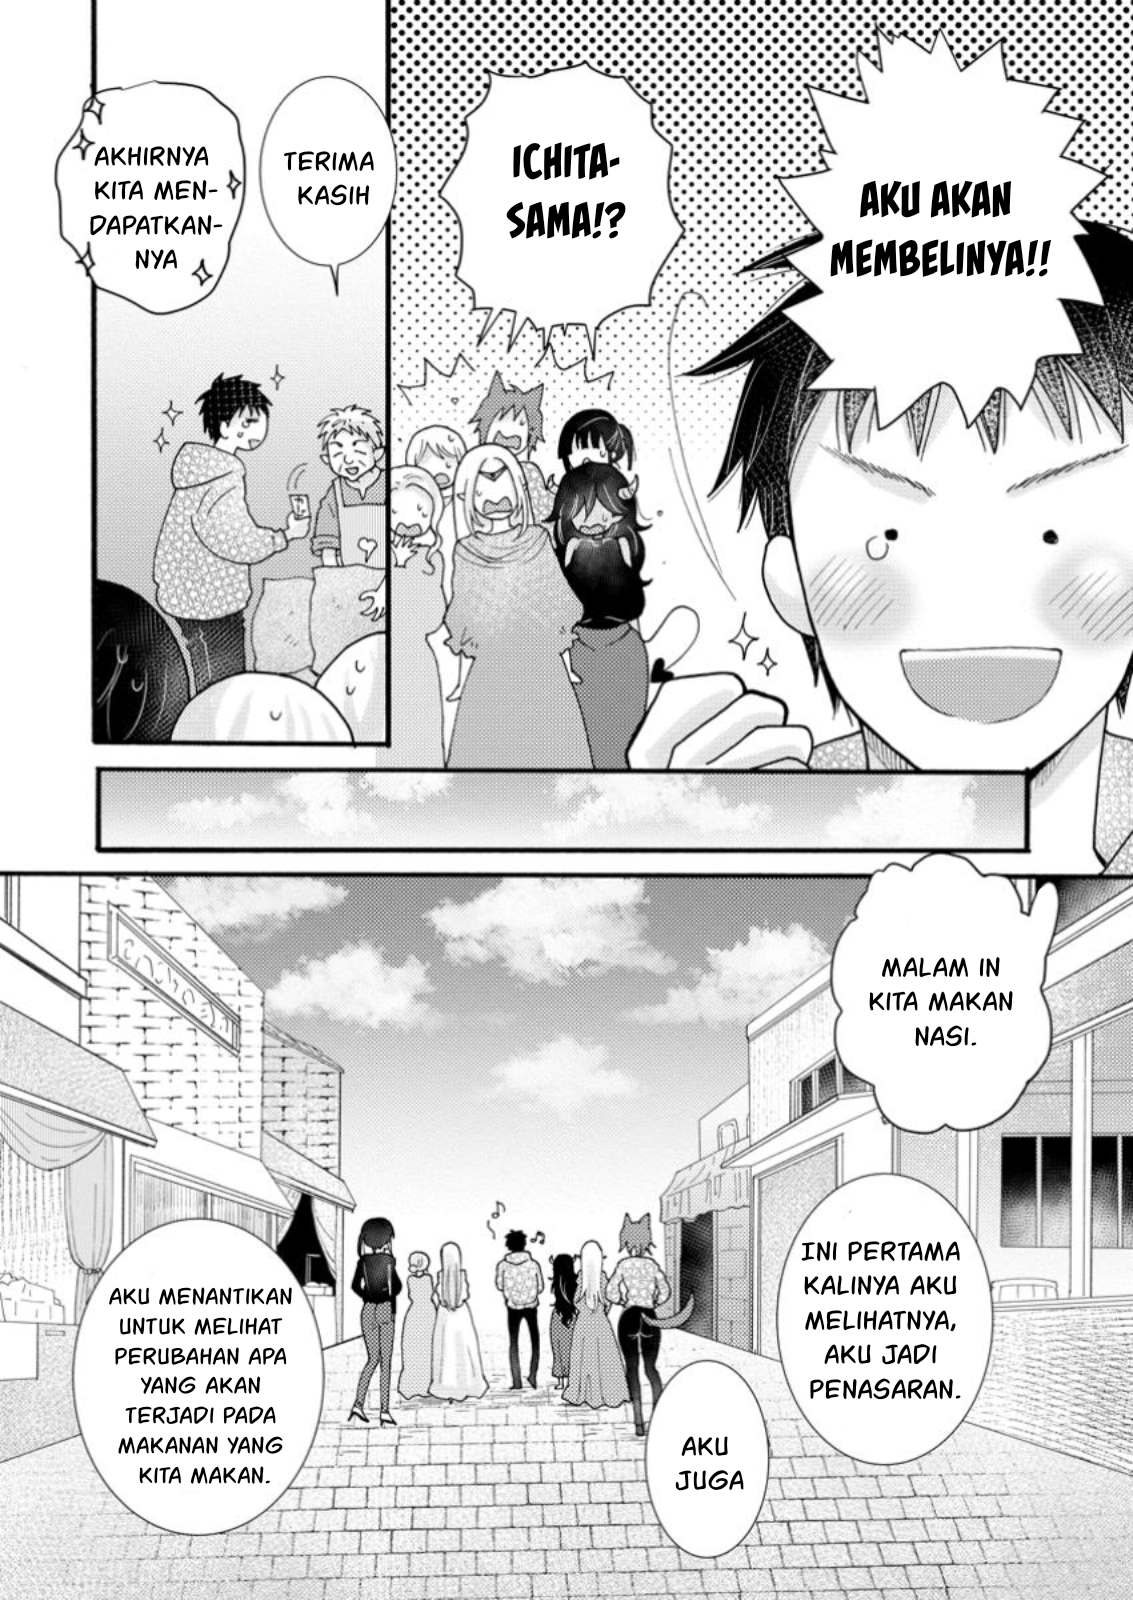 AKU AKAN
MEMBELINYA!!
ICHITA-
SAMA!?
TERIMA
KASIH
AKHIRNYA
KITA MEN-
DAPATKAN-
NYA
MALAM IN
KITA MAKAN
NASI.
INI PERTAMA
KALINYA AKU
MELIHATNYA,
AKU JADI
PENASARAN.
AKU
JUGA
AKU MENANTIKAN
UNTUK MELIHAT
PERUBAHAN APA
YANG AKAN
TERJADI PADA
MAKANAN YANG
KITA MAKAN.